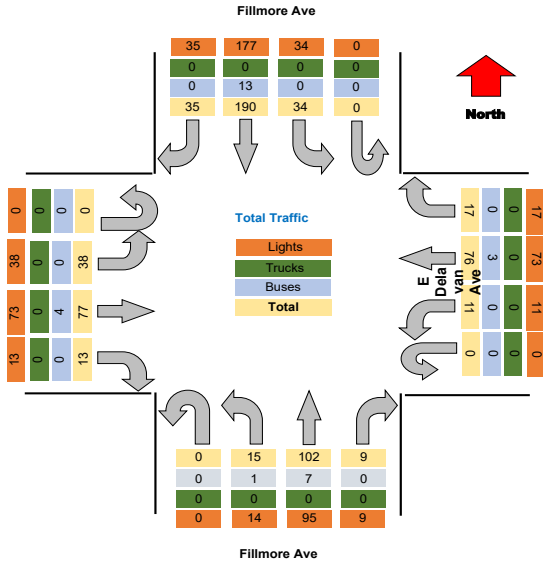 Fillmore Ave
35 177 34 0
0 0 0 0
0 13 0 0
35 190 34 0
North
Total Traffic
Lights
Trucks
Buses
Total
0 0 0 0
38 0 0 38
73 0 4 77
13 0 0 13
17 0 0 17
76 3 0 73
11 0 0 11
0 0 0 0
E
Dela
van
Ave
0 15 102 9
0 1 7 0
0 0 0 0
0 14 95 9
Fillmore Ave